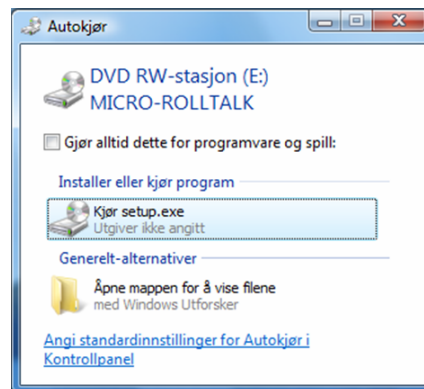 Autokjør
DVD RW-stasjon (E:)
MICRO-ROLLTALK
Gjør alltid dette for programvare og spill:
Installer eller kjør program
Kjør setup.exe
Utgiver ikke angitt
Generelt-alternativer
Åpne mappen for å vise filene
med Windows Utforsker
Angi standardinnstillinger for Autokjør i
Kontrollpanel